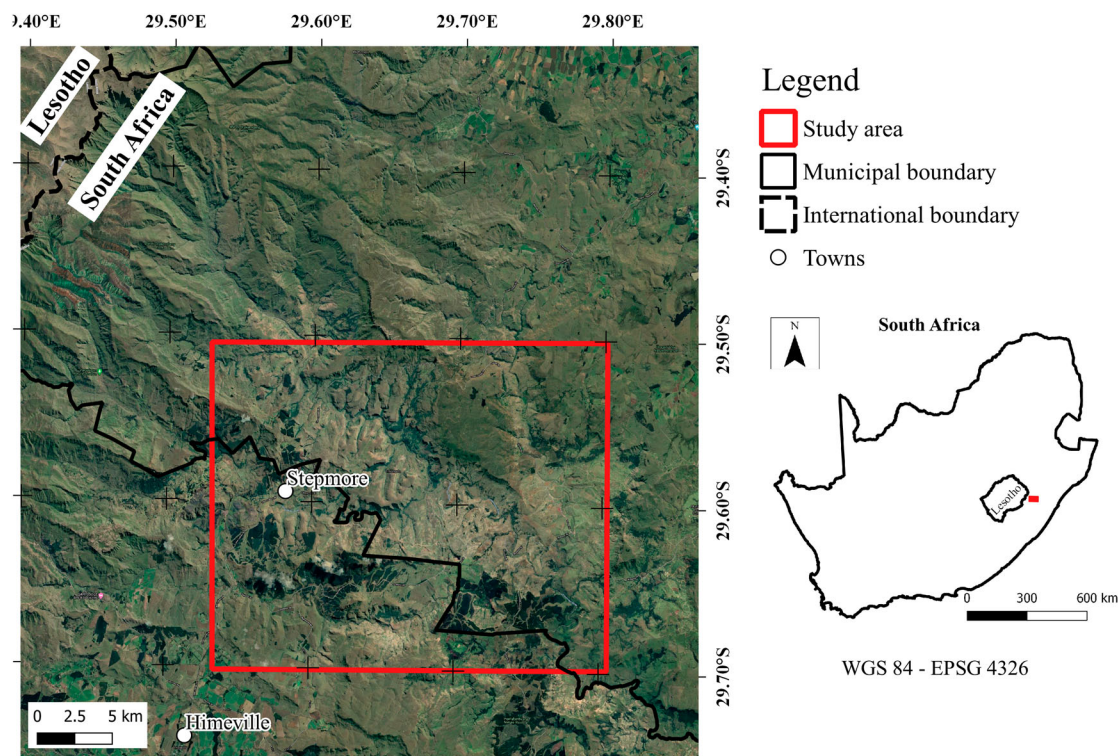 29.40°E
29.50°E
29.60°E
29.70°E
29.80°E
Lesotho
South Africa
29.40°S
29.50°S
29.60°S
29.70°S
Stepmore
Himeville
0 2.5 5 km
Legend
Study area
Municipal boundary
International boundary
Towns
N
South Africa
Lesotho
0 300 600 km
WGS 84 - EPSG 4326